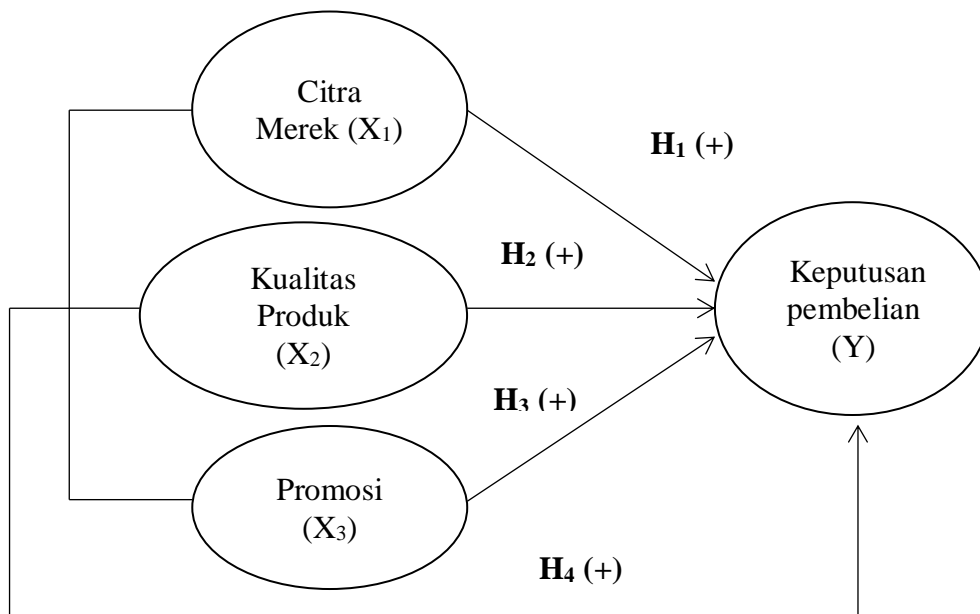 Citra
Merek (X₁)
H₁ (+)
H₂ (+)
Kualitas
Produk
(X₂)
Keputusan
pembelian
(Y)
H₃ (+)
Promosi
(X₃)
H₄ (+)